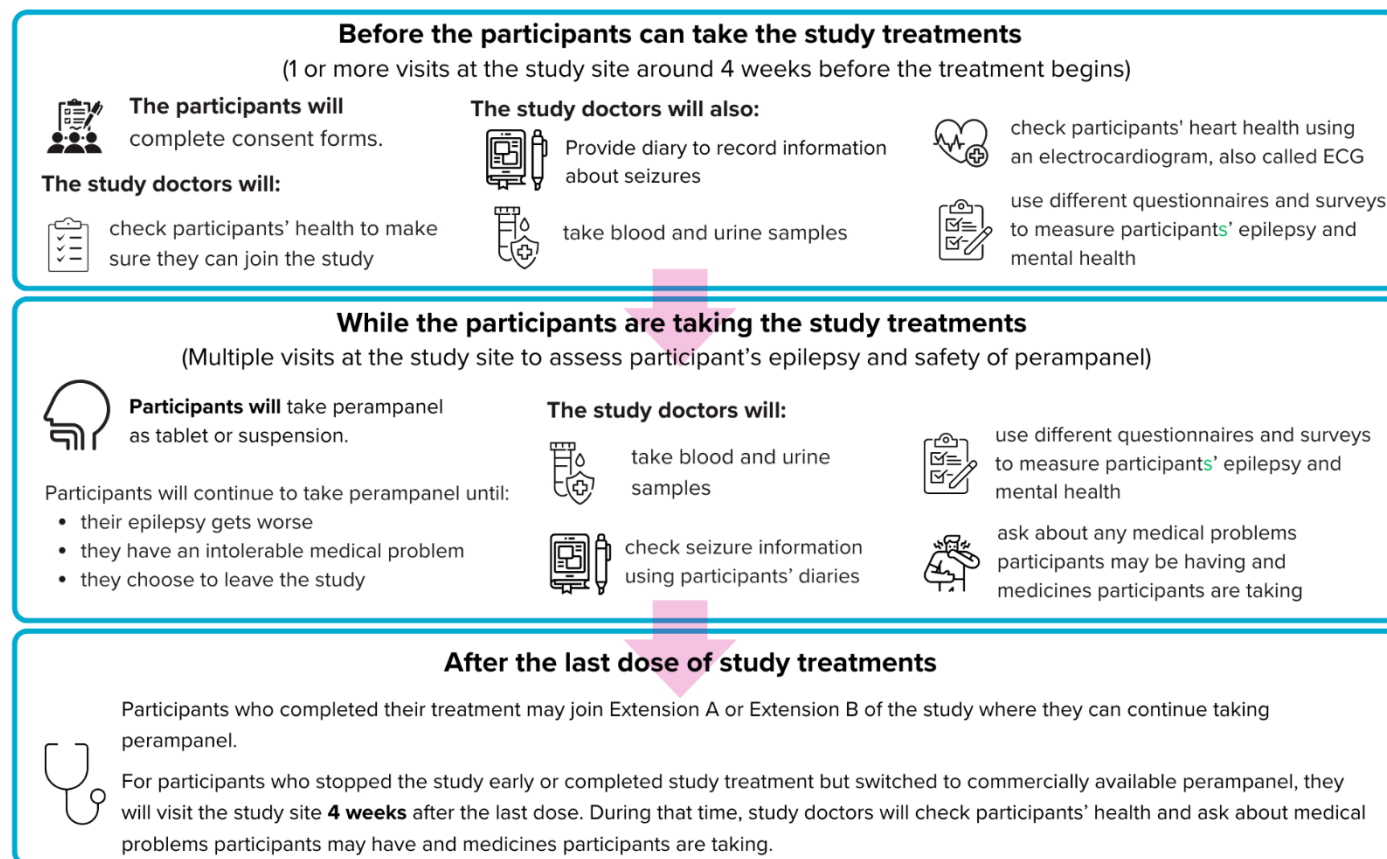 Before the participants can take the study treatments
(1 or more visits at the study site around 4 weeks before the treatment begins)
The participants will
complete consent forms.
The study doctors will:
check participants’ health to make
sure they can join the study
The study doctors will also:
Provide diary to record information
about seizures
take blood and urine samples
check participants' heart health using
an electrocardiogram, also called ECG
use different questionnaires and surveys
to measure participants’ epilepsy and
mental health
While the participants are taking the study treatments
(Multiple visits at the study site to assess participant’s epilepsy and safety of perampanel)
Participants will take perampanel
as tablet or suspension.
Participants will continue to take perampanel until:
• their epilepsy gets worse
• they have an intolerable medical problem
• they choose to leave the study
The study doctors will:
take blood and urine
samples
check seizure information
using participants’ diaries
use different questionnaires and surveys
to measure participants’ epilepsy and
mental health
ask about any medical problems
participants may be having and
medicines participants are taking
After the last dose of study treatments
Participants who completed their treatment may join Extension A or Extension B of the study where they can continue taking
perampanel.
For participants who stopped the study early or completed study treatment but switched to commercially available perampanel, they
will visit the study site 4 weeks after the last dose. During that time, study doctors will check participants’ health and ask about medical
problems participants may have and medicines participants are taking.